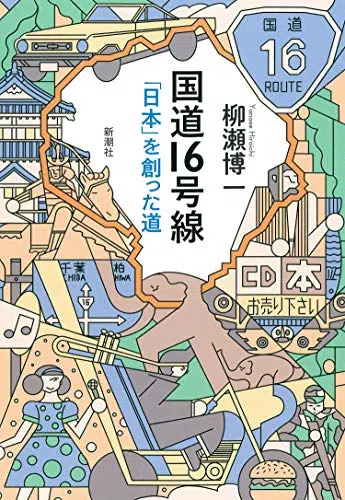 国道
16
ROUTE
柳瀬博一
Yanase Hiroichi
国道16号線
「日本」を創った道
新潮社
千葉 柏
CHIBA KASHIWA
16
CD 本
お売り下さい